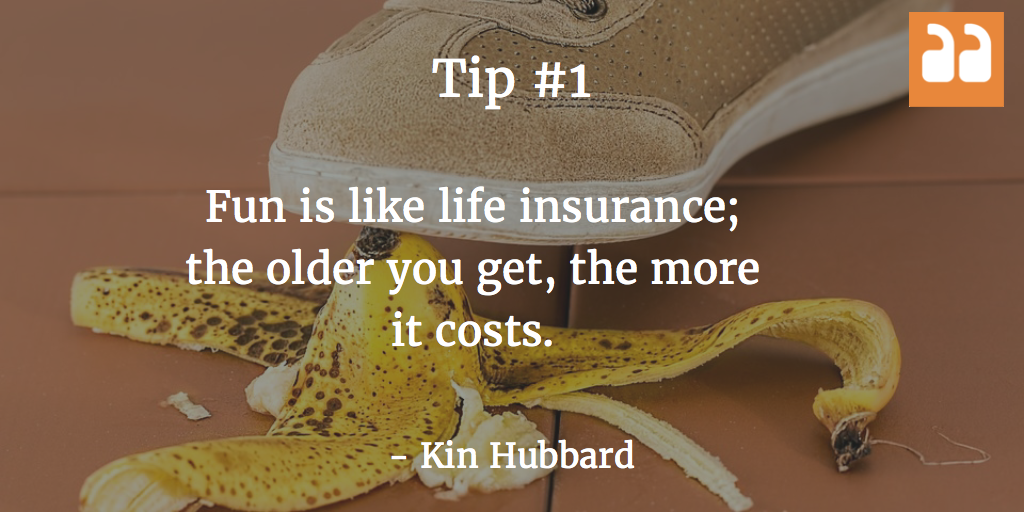 Tip #1
Fun is like life insurance;
the older you get, the more
it costs.
- Kin Hubbard